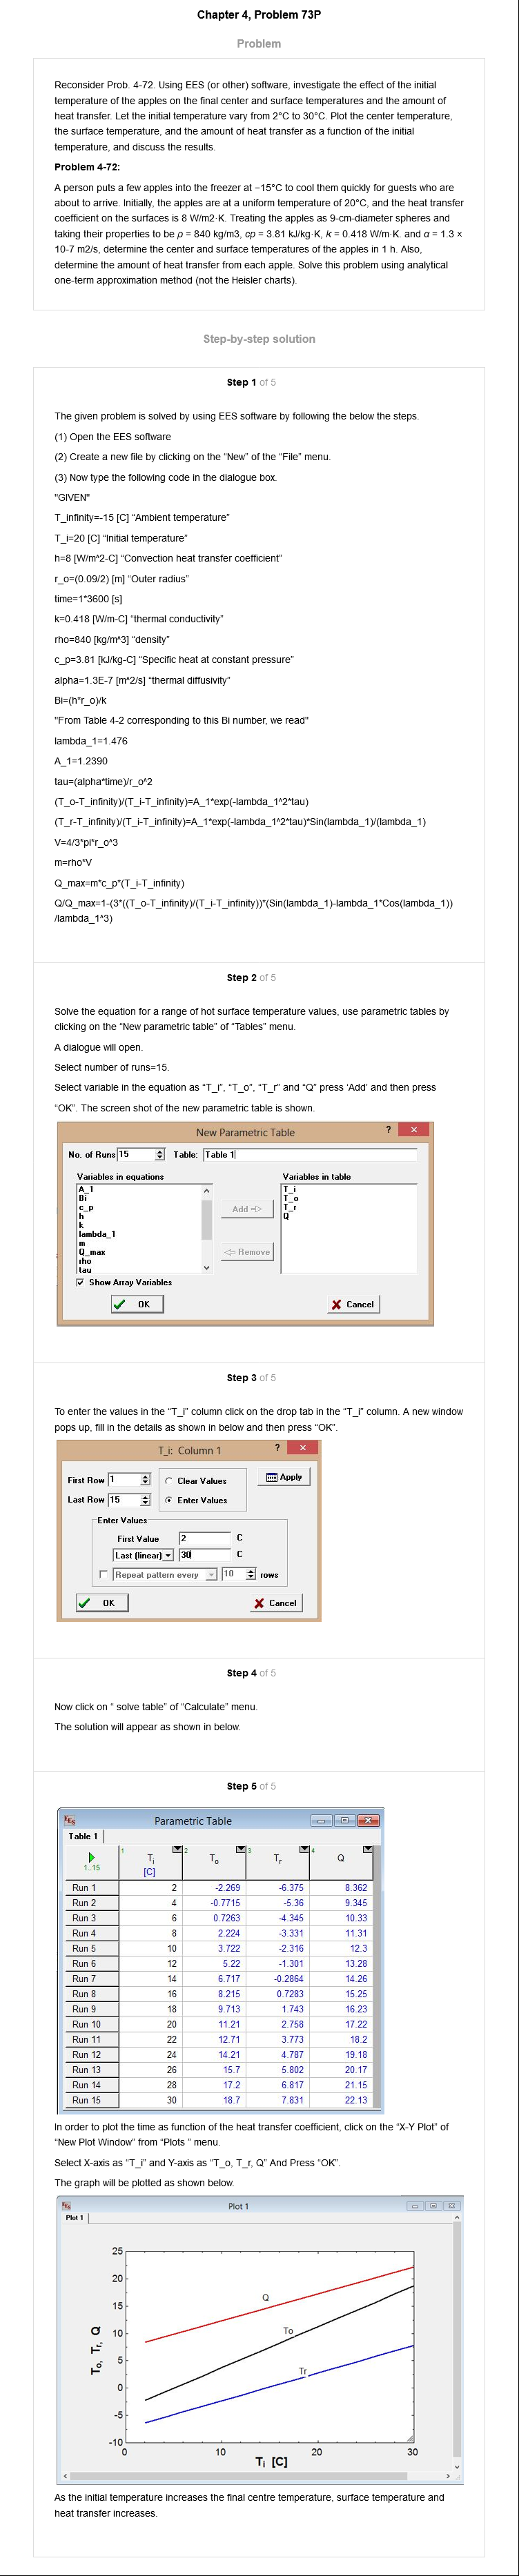 Chapter 4, Problem 73P
Problem
Reconsider Prob. 4-72. Using EES (or other) software, investigate the effect of the initial
temperature of the apples on the final center and surface temperatures and the amount of
heat transfer. Let the initial temperature vary from 2°C to 30°C. Plot the center temperature,
the surface temperature, and the amount of heat transfer as a function of the initial
temperature, and discuss the results.
Problem 4-72:
A person puts a few apples into the freezer at −15°C to cool them quickly for guests who are
about to arrive. Initially, the apples are at a uniform temperature of 20°C, and the heat transfer
coefficient on the surfaces is 8 W/m2·K. Treating the apples as 9-cm-diameter spheres and
taking their properties to be ρ = 840 kg/m3, cp = 3.81 kJ/kg·K, k = 0.418 W/m·K. and α = 1.3 ×
10-7 m2/s, determine the center and surface temperatures of the apples in 1 h. Also,
determine the amount of heat transfer from each apple. Solve this problem using analytical
one-term approximation method (not the Heisler charts).
Step-by-step solution
Step 1 of 5
The given problem is solved by using EES software by following the below the steps.
(1) Open the EES software
(2) Create a new file by clicking on the “New” of the “File” menu.
(3) Now type the following code in the dialogue box.
"GIVEN"
T_infinity=-15 [C] “Ambient temperature”
T_i=20 [C] “Initial temperature”
h=8 [W/m^2-C] “Convection heat transfer coefficient”
r_o=(0.09/2) [m] “Outer radius”
time=1*3600 [s]
k=0.418 [W/m-C] “thermal conductivity”
rho=840 [kg/m^3] “density”
c_p=3.81 [kJ/kg-C] “Specific heat at constant pressure”
alpha=1.3E-7 [m^2/s] “thermal diffusivity”
Bi=(h*r_o)/k
"From Table 4-2 corresponding to this Bi number, we read"
lambda_1=1.476
A_1=1.2390
tau=(alpha*time)/r_o^2
(T_o-T_infinity)/(T_i-T_infinity)=A_1*exp(-lambda_1^2*tau)
(T_r-T_infinity)/(T_i-T_infinity)=A_1*exp(-lambda_1^2*tau)*Sin(lambda_1)/(lambda_1)
V=4/3*pi*r_o^3
m=rho*V
Q_max=m*c_p*(T_i-T_infinity)
Q/Q_max=1-(3*((T_o-T_infinity)/(T_i-T_infinity))*(Sin(lambda_1)-lambda_1*Cos(lambda_1))
/lambda_1^3)
Step 2 of 5
Solve the equation for a range of hot surface temperature values, use parametric tables by
clicking on the “New parametric table” of “Tables” menu.
A dialogue will open.
Select number of runs=15.
Select variable in the equation as “T_i”, “T_o”, “T_r” and “Q” press ‘Add’ and then press
“OK”. The screen shot of the new parametric table is shown.
New Parametric Table ? ×
No. of Runs 15 Table: Table 1
Variables in equations Variables in table
A_1 T_i
Bi T_o
c_p T_r
h Q
k
lambda_1
m
Q_max
rho
tau
Add
Remove
Show Array Variables
OK Cancel
Step 3 of 5
To enter the values in the “T_i” column click on the drop tab in the “T_i” column. A new window
pops up, fill in the details as shown in below and then press “OK”.
T_i: Column 1 ? ×
First Row 1 Clear Values Apply
Last Row 15 Enter Values
Enter Values
First Value 2 C
Last (linear) 30 C
Repeat pattern every 10 rows
OK Cancel
Step 4 of 5
Now click on “ solve table” of “Calculate” menu.
The solution will appear as shown in below.
Step 5 of 5
EES Parametric Table
Table 1
1..15 1 Ti [C] 2 To 3 Tr 4 Q
Run 1 2 -2.269 -6.375 8.362
Run 2 4 -0.7715 -5.36 9.345
Run 3 6 0.7263 -4.345 10.33
Run 4 8 2.224 -3.331 11.31
Run 5 10 3.722 -2.316 12.3
Run 6 12 5.22 -1.301 13.28
Run 7 14 6.717 -0.2864 14.26
Run 8 16 8.215 0.7283 15.25
Run 9 18 9.713 1.743 16.23
Run 10 20 11.21 2.758 17.22
Run 11 22 12.71 3.773 18.2
Run 12 24 14.21 4.787 19.18
Run 13 26 15.7 5.802 20.17
Run 14 28 17.2 6.817 21.15
Run 15 30 18.7 7.831 22.13
In order to plot the time as function of the heat transfer coefficient, click on the “X-Y Plot” of
“New Plot Window” from “Plots ” menu.
Select X-axis as “T_i” and Y-axis as “T_o, T_r, Q” And Press “OK”.
The graph will be plotted as shown below.
EES Plot 1
Plot 1
25
20
15
10
5
0
-5
-10
To, Tr, Q
Q
To
Tr
0 10 20 30
Ti [C]
As the initial temperature increases the final centre temperature, surface temperature and
heat transfer increases.